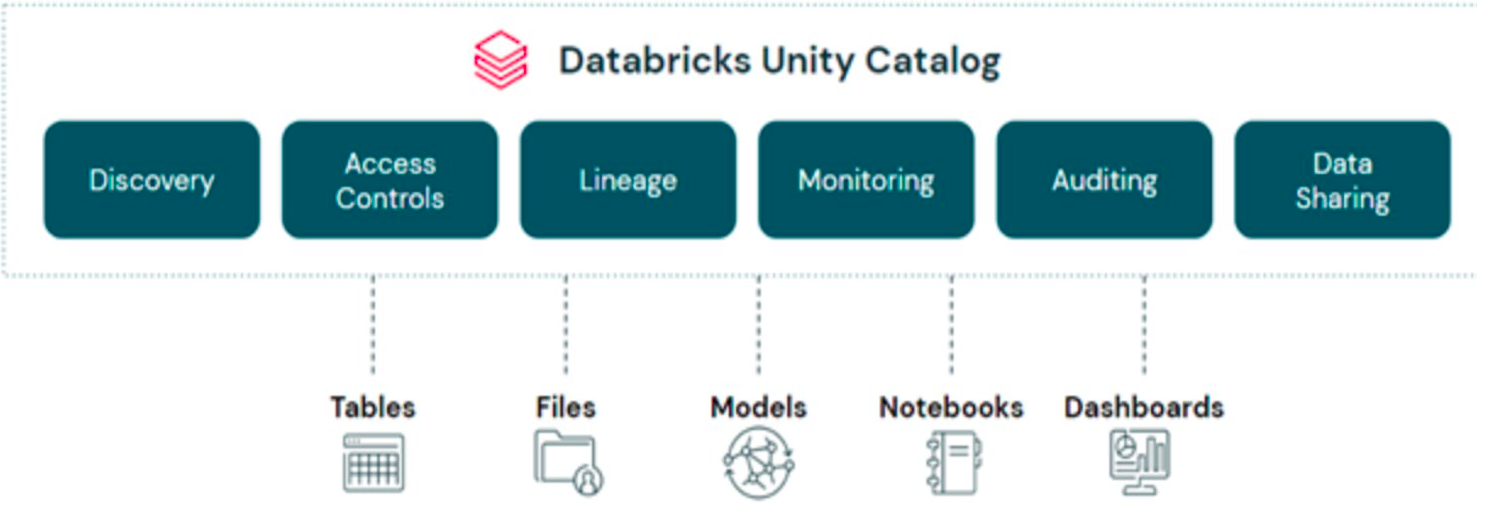 Databricks Unity Catalog
Discovery
Access
Controls
Lineage
Monitoring
Auditing
Data
Sharing
Tables
Files
Models
Notebooks
Dashboards